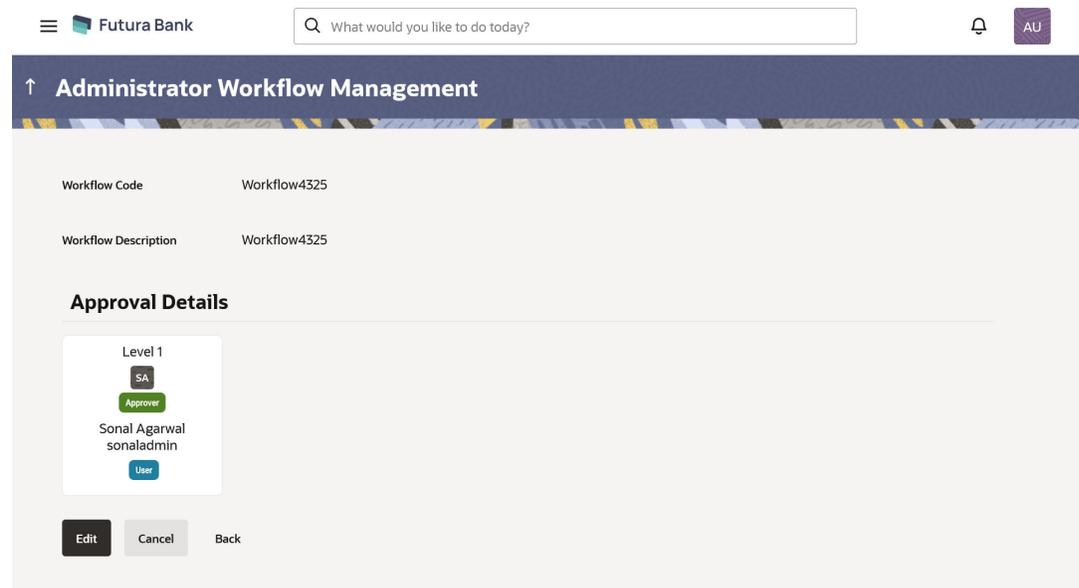 Futura Bank
What would you like to do today?
AU
Administrator Workflow Management
Workflow Code
Workflow4325
Workflow Description
Workflow4325
Approval Details
Level 1
SA
Approver
Sonal Agarwal
sonaladmin
User
Edit
Cancel
Back